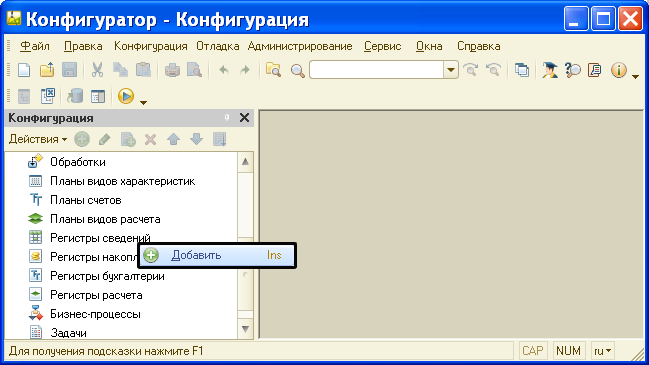 Конфигуратор - Конфигурация
Файл Правка Конфигурация Отладка Администрирование Сервис Окна Справка
Конфигурация
Действия
Обработки
Планы видов характеристик
Планы счетов
Планы видов расчета
Регистры сведений
Регистры накопл
Добавить Ins
Регистры бухгалтерии
Регистры расчета
Бизнес-процессы
Задачи
Для получения подсказки нажмите F1 CAP NUM ru